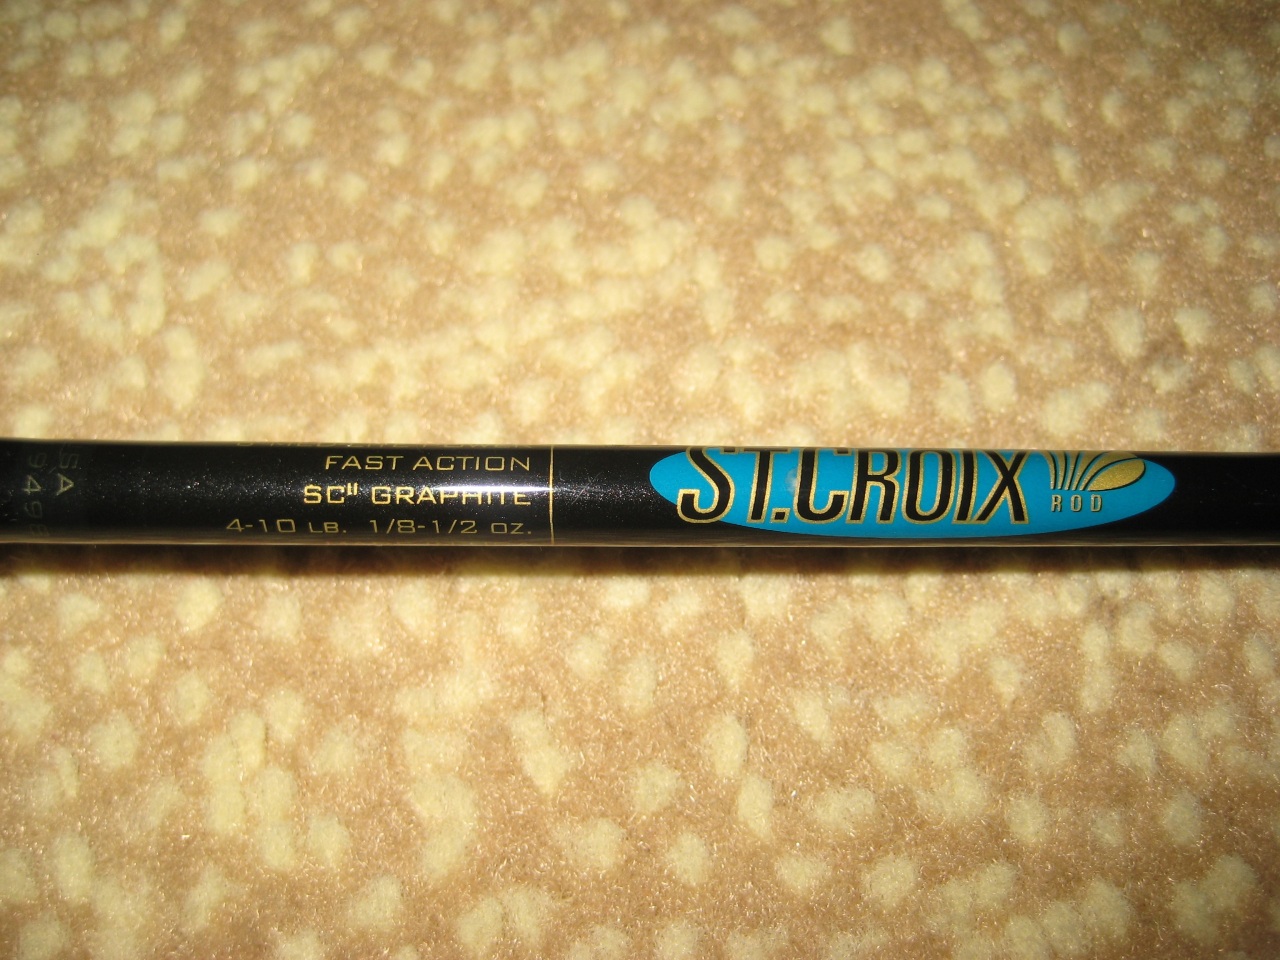 FAST ACTION
SCII GRAPHITE
4-10 LB. 1/8-1/2 OZ.
ST.CROIX
ROD